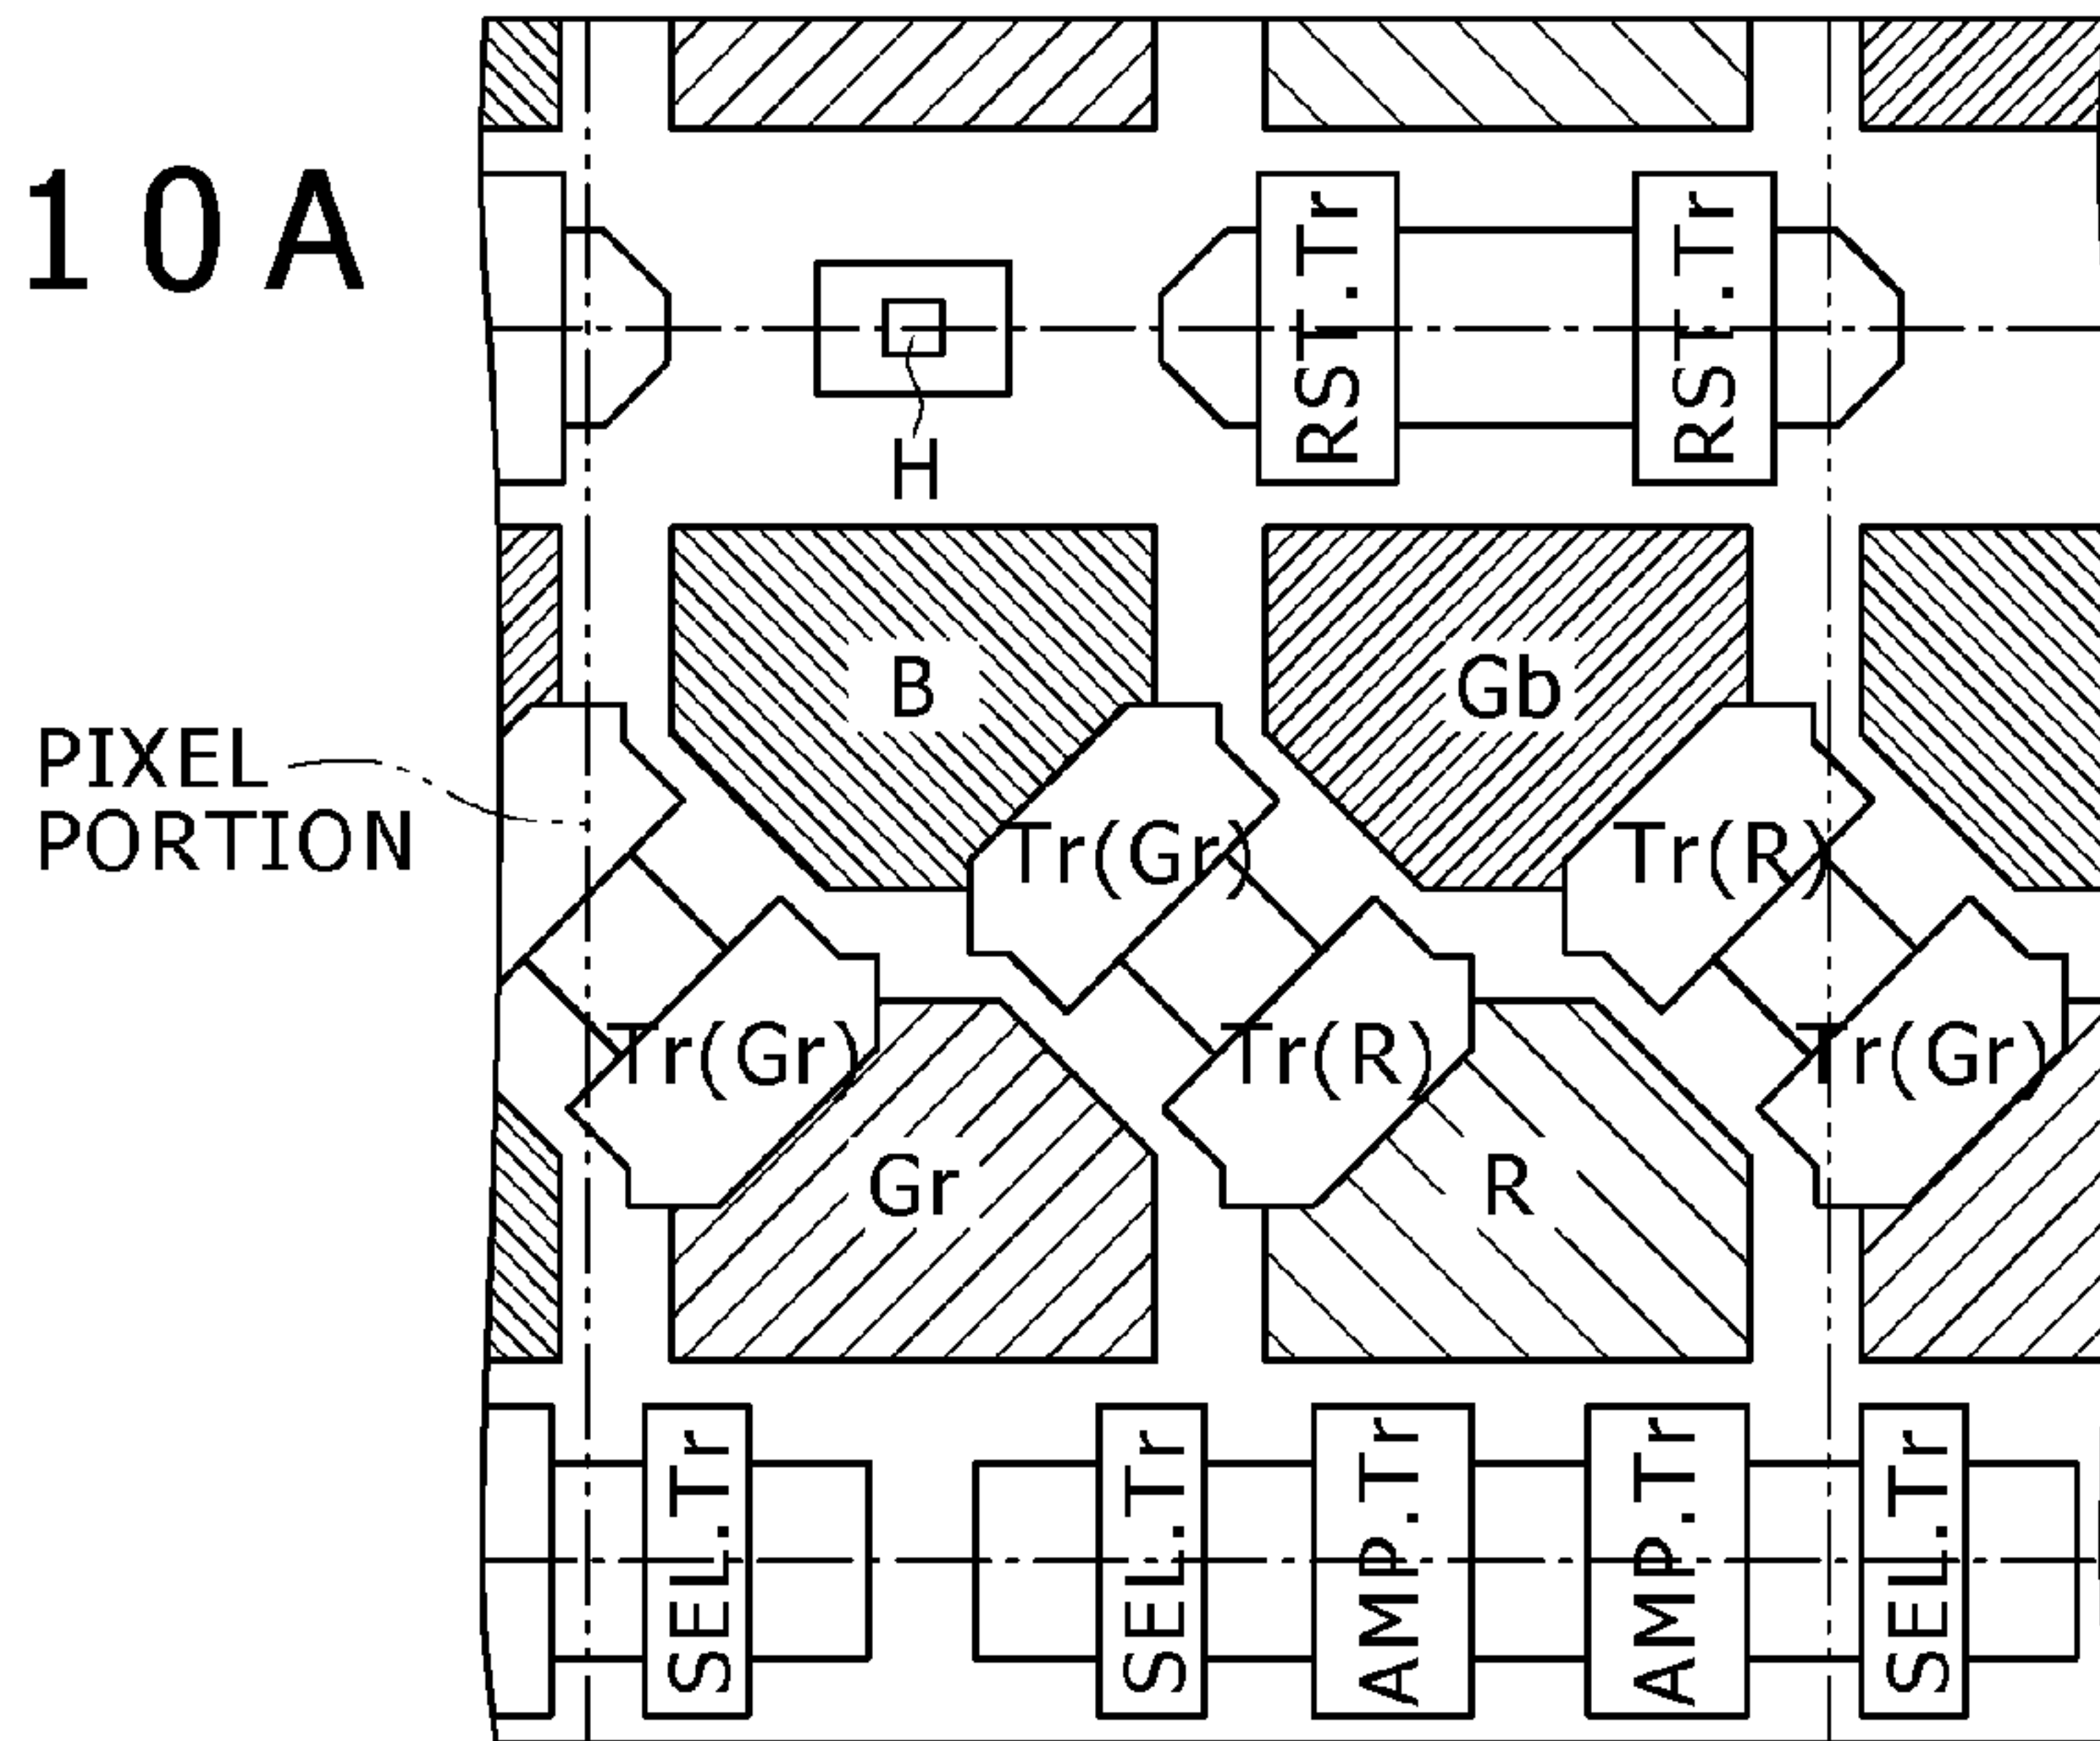 10A
RST.Tr
RST.Tr
H
B
Gb
PIXEL
PORTION
Tr(Gr)
Tr(R)
Tr(Gr)
Tr(R)
Tr(Gr)
Gr
R
SEL.Tr
SEL.Tr
AMP.Tr
AMP.Tr
SEL.Tr